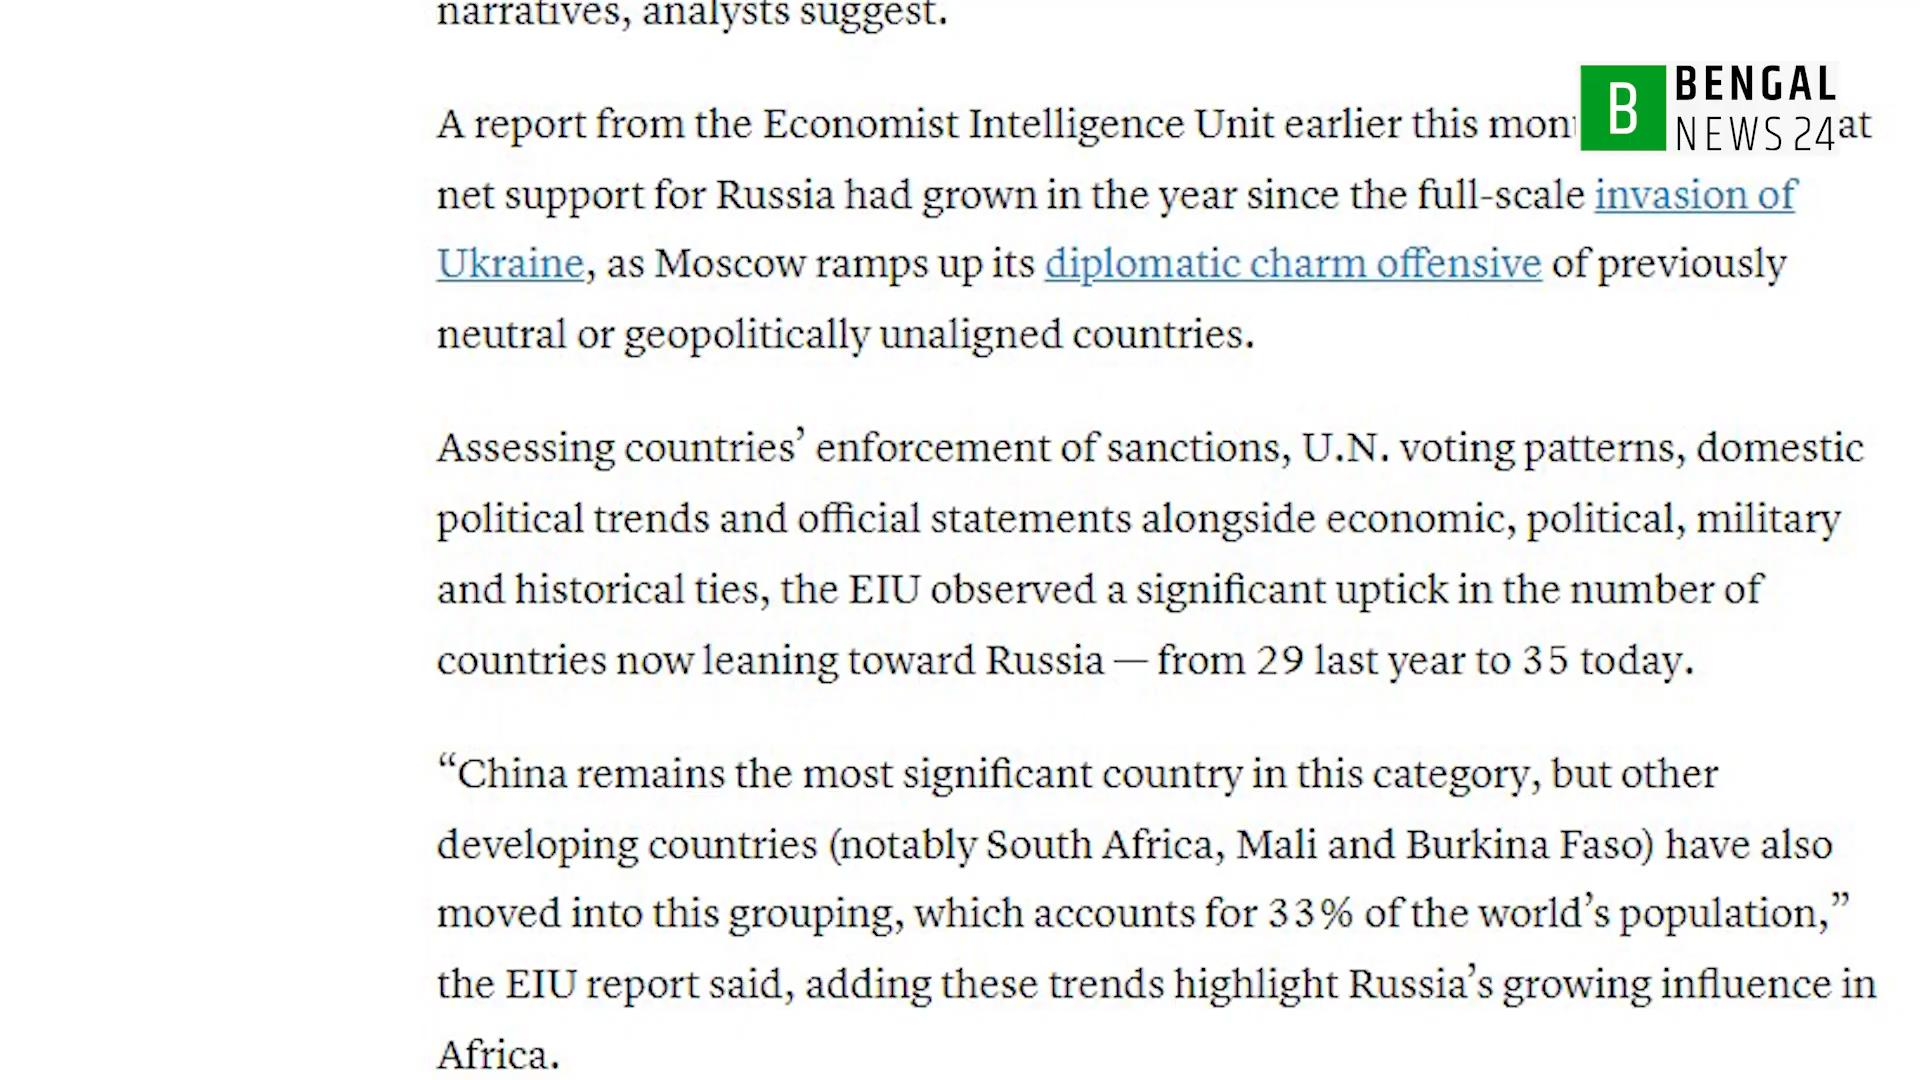 narratives, analysts suggest.
BENGAL
B
NEWS 24
A report from the Economist Intelligence Unit earlier this at
net support for Russia had grown in the year since the full-scale invasion of
Ukraine, as Moscow ramps up its diplomatic charm offensive of previously
neutral or geopolitically unaligned countries.
Assessing countries’ enforcement of sanctions, U.N. voting patterns, domestic
political trends and official statements alongside economic, political, military
and historical ties, the EIU observed a significant uptick in the number of
countries now leaning toward Russia — from 29 last year to 35 today.
“China remains the most significant country in this category, but other
developing countries (notably South Africa, Mali and Burkina Faso) have also
moved into this grouping, which accounts for 33% of the world’s population,”
the EIU report said, adding these trends highlight Russia’s growing influence in
Africa.